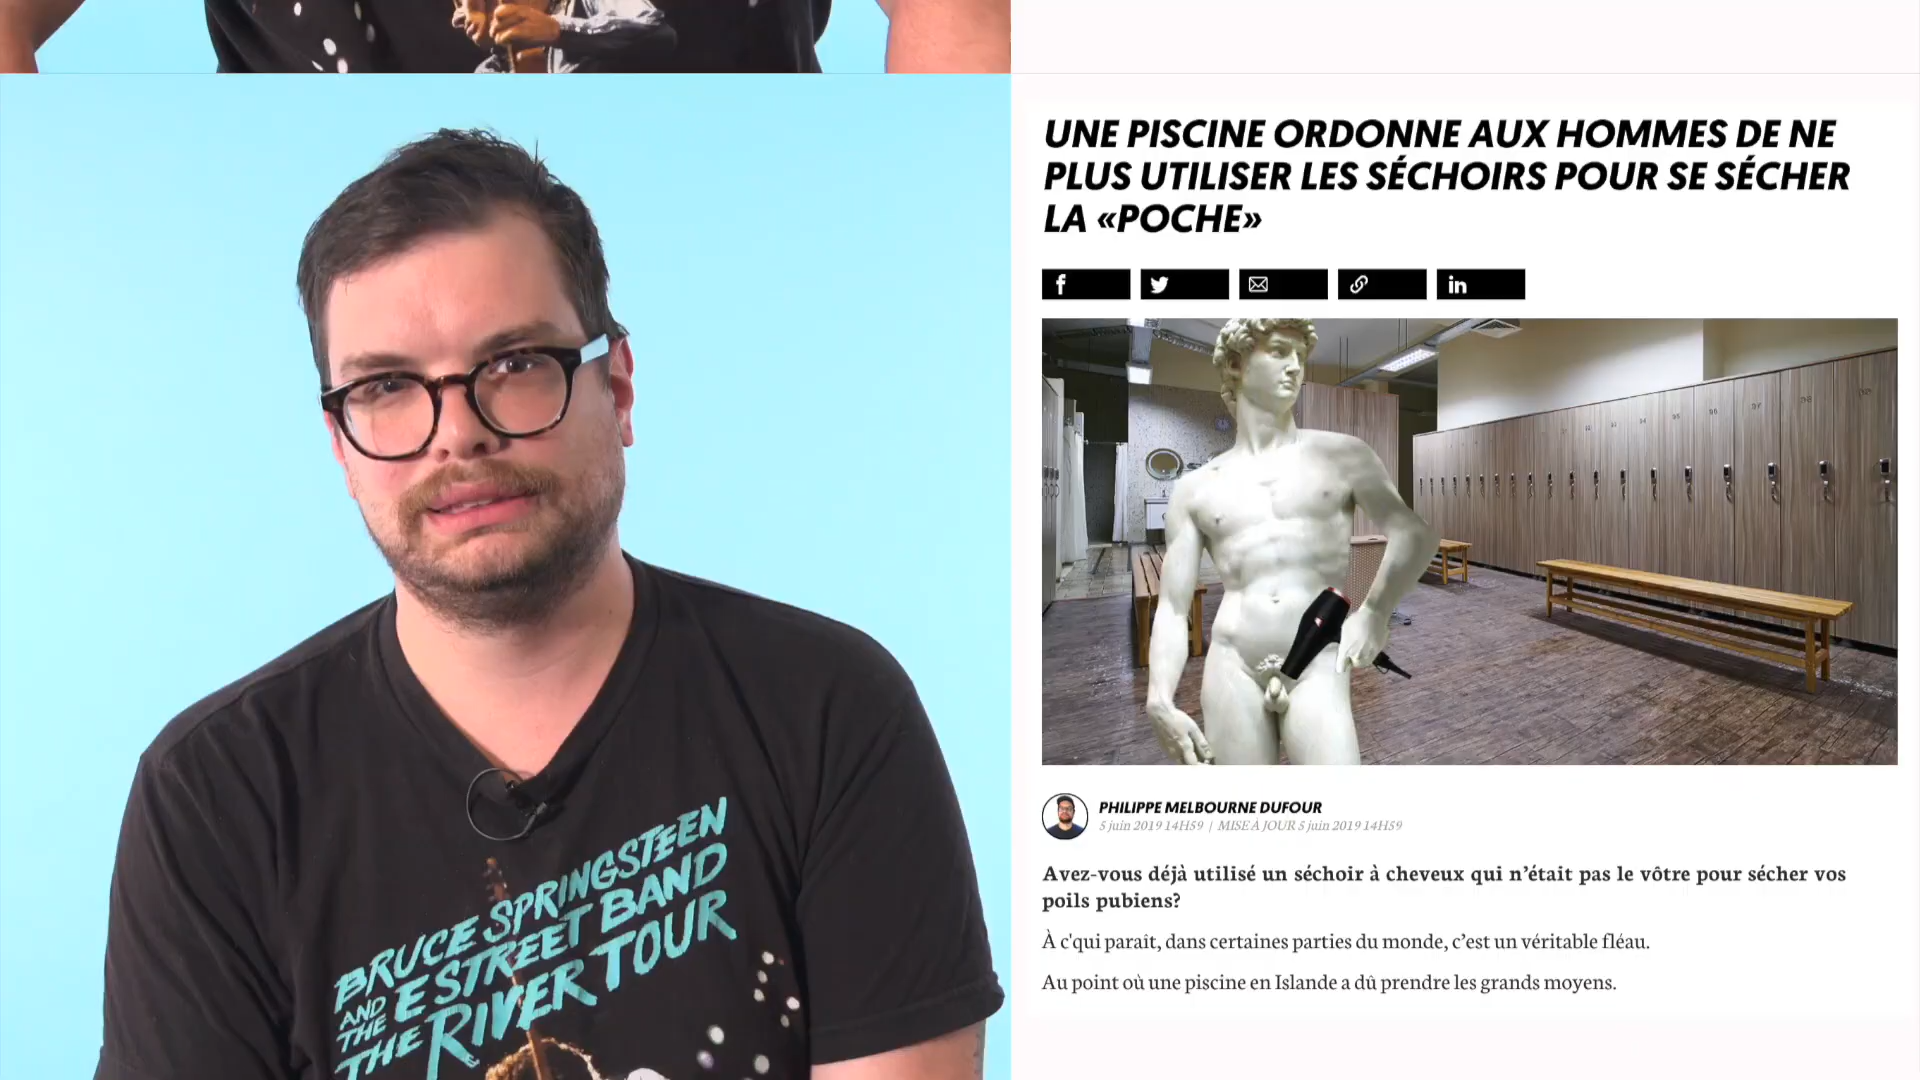 BRUCE SPRINGSTEEN
AND THE E STREET BAND
THE RIVER TOUR
UNE PISCINE ORDONNE AUX HOMMES DE NE
PLUS UTILISER LES SÉCHOIRS POUR SE SÉCHER
LA «POCHE»
PHILIPPE MELBOURNE DUFOUR
5 juin 2019 14H59 | MISE À JOUR 5 juin 2019 14H59
Avez-vous déjà utilisé un séchoir à cheveux qui n’était pas le vôtre pour sécher vos
poils pubiens?
À c'qui paraît, dans certaines parties du monde, c’est un véritable fléau.
Au point où une piscine en Islande a dû prendre les grands moyens.